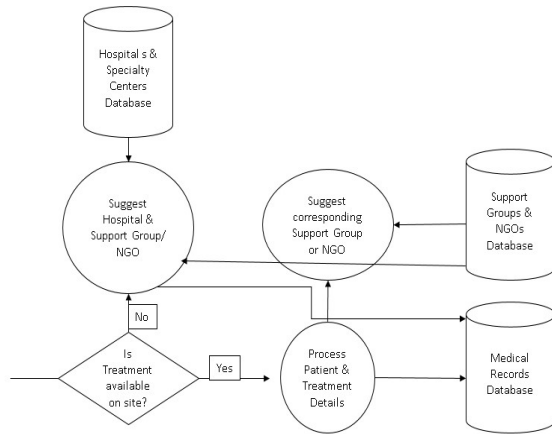 Hospital s &
Specialty
Centers
Database
Suggest
Hospital &
Support Group/
NGO
Suggest
corresponding
Support Group
or NGO
Support
Groups &
NGOs
Database
No
Is
Treatment
available
on site?
Yes
Process
Patient &
Treatment
Details
Medical
Records
Database